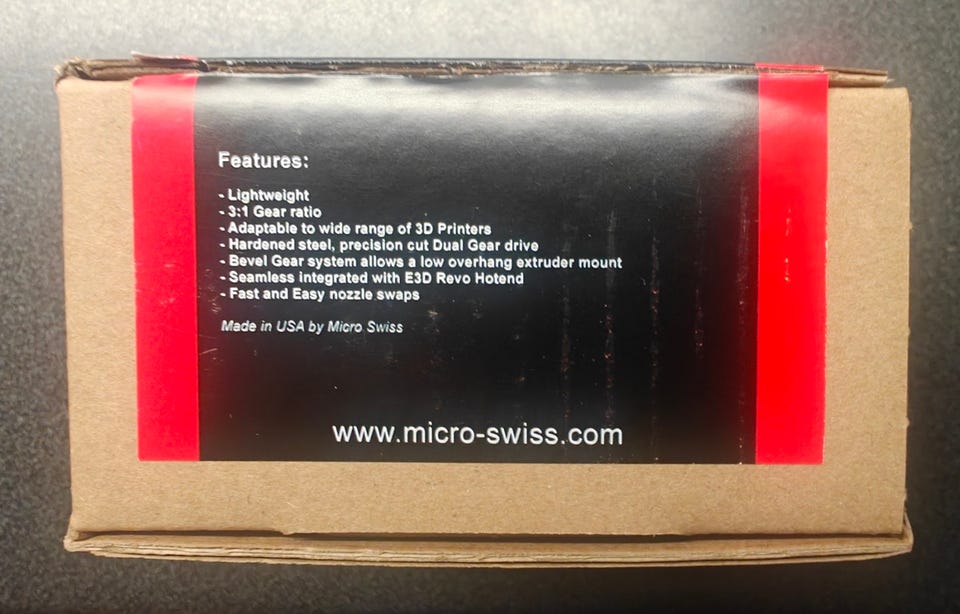 Features:
- Lightweight
- 3:1 Gear ratio
- Adaptable to wide range of 3D Printers
- Hardened steel, precision cut Dual Gear drive
- Bevel Gear system allows a low overhang extruder mount
- Seamless integrated with E3D Revo Hotend
- Fast and Easy nozzle swaps
Made in USA by Micro Swiss
www.micro-swiss.com